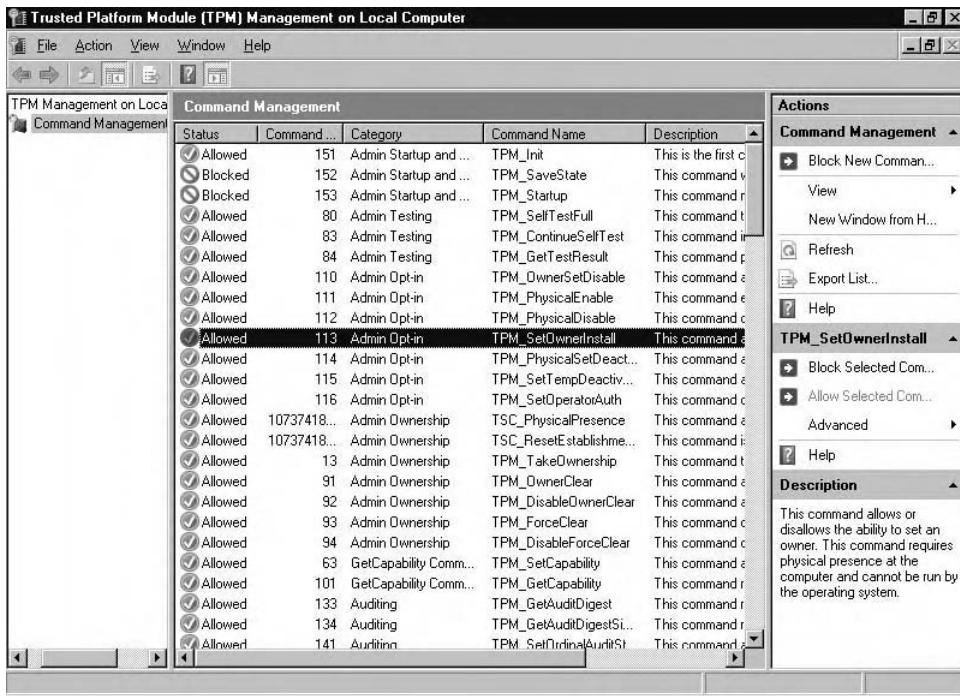 Trusted Platform Module (TPM) Management on Local Computer
File Action View Window Help
TPM Management on Loca
Command Management
Command Management
Status Command ... Category Command Name Description
Allowed 151 Admin Startup and ... TPM_Init This is the first c
Blocked 152 Admin Startup and ... TPM_SaveState This command
Blocked 153 Admin Startup and ... TPM_Startup This command r
Allowed 80 Admin Testing TPM_SelfTestFull This command t
Allowed 83 Admin Testing TPM_ContinueSelfTest This command
Allowed 84 Admin Testing TPM_GetTestResult This command p
Allowed 110 Admin Opt-in TPM_OwnerSetDisable This command a
Allowed 111 Admin Opt-in TPM_PhysicalEnable This command e
Allowed 112 Admin Opt-in TPM_PhysicalDisable This command c
Allowed 113 Admin Opt-in TPM_SetOwnerInstall This command a
Allowed 114 Admin Opt-in TPM_PhysicalSetDeact... This command a
Allowed 115 Admin Opt-in TPM_SetTempDeactiv... This command a
Allowed 116 Admin Opt-in TPM_SetOperatorAuth This command c
Allowed 10737418... Admin Ownership TSC_PhysicalPresence This command a
Allowed 10737418... Admin Ownership TSC_ResetEstablishme... This command i
Allowed 13 Admin Ownership TPM_TakeOwnership This command t
Allowed 91 Admin Ownership TPM_OwnerClear This command a
Allowed 92 Admin Ownership TPM_DisableOwnerClear This command a
Allowed 93 Admin Ownership TPM_ForceClear This command c
Allowed 94 Admin Ownership TPM_DisableForceClear This command c
Allowed 63 GetCapability Comm... TPM_SetCapability This command a
Allowed 101 GetCapability Comm... TPM_GetCapability This command r
Allowed 133 Auditing TPM_GetAuditDigest This command r
Allowed 134 Auditing TPM_GetAuditDigestSi... This command r
Allowed 141 Auditing TPM_SetOrdinalAuditSt This command a
Actions
Command Management
Block New Comman...
View
New Window from H...
Refresh
Export List...
Help
TPM_SetOwnerInstall
Block Selected Com...
Allow Selected Com...
Advanced
Help
Description
This command allows or
disallows the ability to set an
owner. This command requires
physical presence at the
computer and cannot be run by
the operating system.